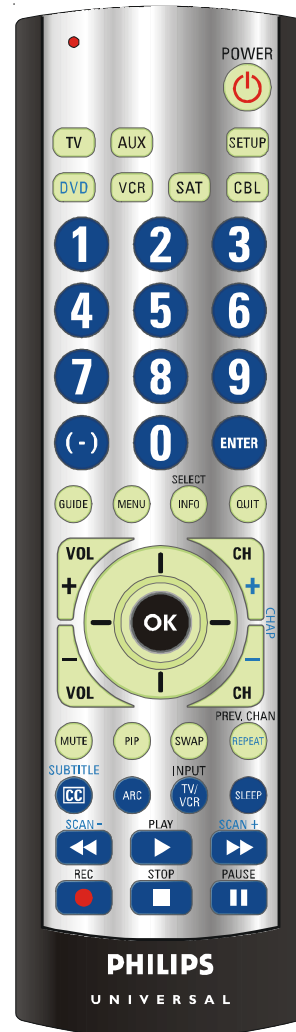 POWER
TV AUX SETUP
DVD VCR SAT CBL
1 2 3
4 5 6
7 8 9
(-) 0 ENTER
SELECT
GUIDE MENU INFO QUIT
VOL CH
+ +
OK
CHAP
- -
VOL CH
PREV. CHAN
MUTE PIP SWAP REPEAT
SUBTITLE INPUT
CC ARC TV/ SLEEP
VCR
SCAN - PLAY SCAN +
REC STOP PAUSE
PHILIPS
UNIVERSAL